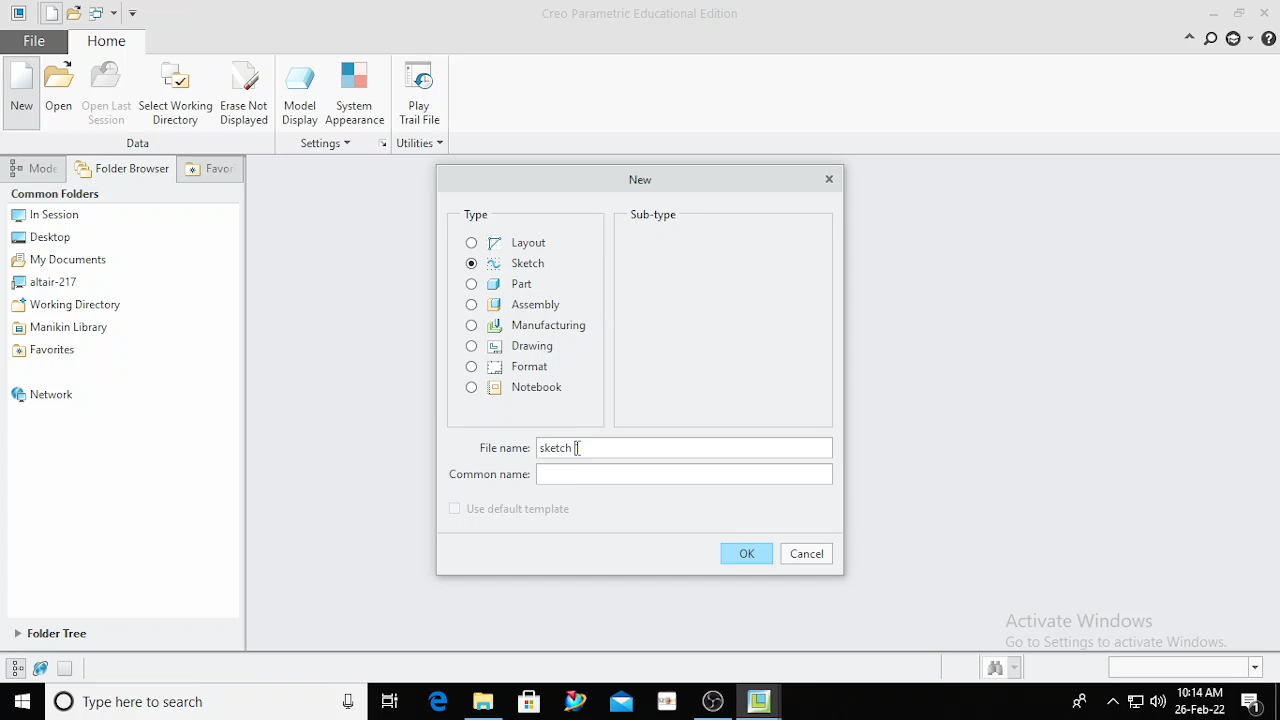 Creo Parametric Educational Edition
File
Home
New
Open
Open Last
Session
Select Working
Directory
Erase Not
Displayed
Model
Display
System
Appearance
Play
Trail File
Data
Settings
Utilities
Mode
Folder Browser
Favor
Common Folders
In Session
Desktop
My Documents
altair-217
Working Directory
Manikin Library
Favorites
Network
Folder Tree
New
Type
Sub-type
Layout
Sketch
Part
Assembly
Manufacturing
Drawing
Format
Notebook
File name:
sketch
Common name:
Use default template
OK
Cancel
Activate Windows
Go to Settings to activate Windows.
Type here to search
10:14 AM
26-Feb-22
1